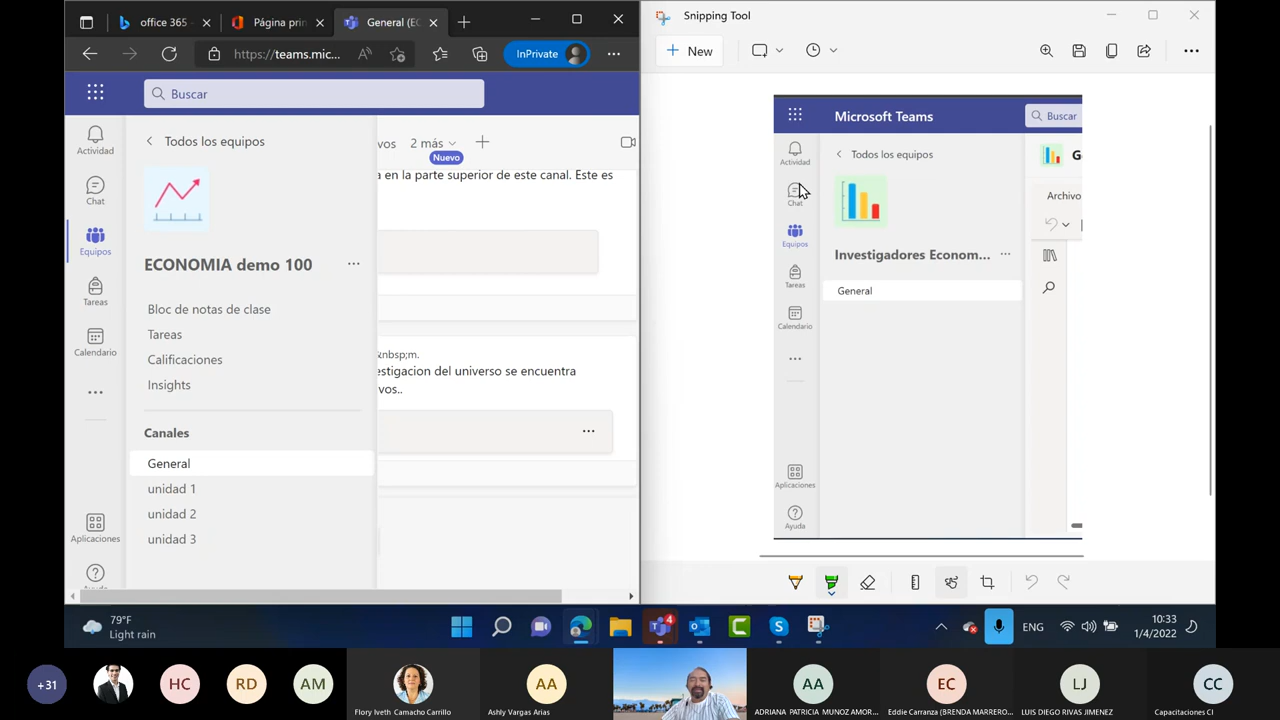 office 365 -
Página prin
General (EC
https://teams.mic...
InPrivate
Buscar
Actividad
Todos los equipos
vos
2 más
Nuevo
a en la parte superior de este canal. Este es
Chat
Equipos
ECONOMIA demo 100
Tareas
Bloc de notas de clase
Tareas
Calificaciones
Insights
Calendario
&nbsp;m.
estigacion del universo se encuentra
vos..
Canales
General
unidad 1
unidad 2
unidad 3
Aplicaciones
Snipping Tool
New
Microsoft Teams
Buscar
Actividad
Todos los equipos
Chat
Archivo
Equipos
Investigadores Econom...
Tareas
General
Calendario
Aplicaciones
Ayuda
79°F
Light rain
4
ENG
10:33
1/4/2022
+31
HC
RD
AM
Flory Iveth Camacho Carrillo
AA
Ashly Vargas Arias
AA
ADRIANA PATRICIA MUNOZ AMOR...
EC
Eddie Carranza (BRENDA MARRERO...
LJ
LUIS DIEGO RIVAS JIMENEZ
CC
Capacitaciones CI